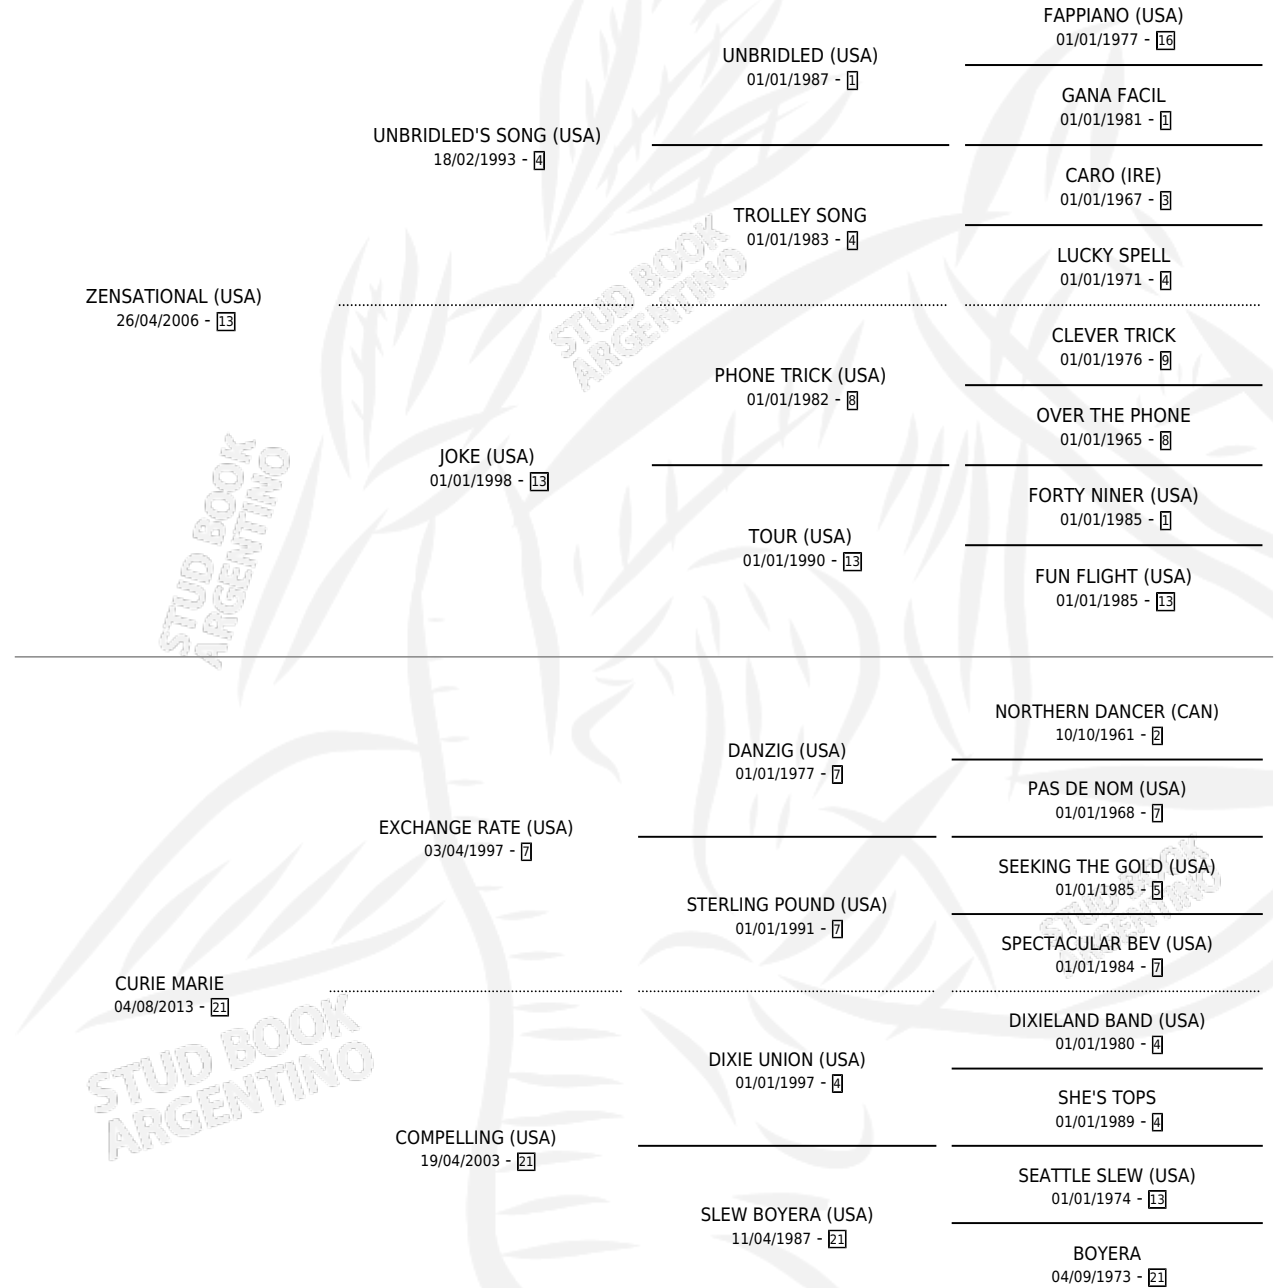 FAPPIANO (USA)
01/01/1977 - 16
UNBRIDLED (USA)
01/01/1987 - 1
GANA FACIL
01/01/1981 - 1
UNBRIDLED'S SONG (USA)
18/02/1993 - 4
CARO (IRE)
01/01/1967 - 3
TROLLEY SONG
01/01/1983 - 4
LUCKY SPELL
01/01/1971 - 4
ZENSATIONAL (USA)
26/04/2006 - 13
CLEVER TRICK
01/01/1976 - 9
PHONE TRICK (USA)
01/01/1982 - 8
OVER THE PHONE
01/01/1965 - 8
JOKE (USA)
01/01/1998 - 13
FORTY NINER (USA)
01/01/1985 - 1
TOUR (USA)
01/01/1990 - 13
FUN FLIGHT (USA)
01/01/1985 - 13
NORTHERN DANCER (CAN)
10/10/1961 - 2
DANZIG (USA)
01/01/1977 - 7
PAS DE NOM (USA)
01/01/1968 - 7
EXCHANGE RATE (USA)
03/04/1997 - 7
SEEKING THE GOLD (USA)
01/01/1985 - 5
STERLING POUND (USA)
01/01/1991 - 7
SPECTACULAR BEV (USA)
01/01/1984 - 7
CURIE MARIE
04/08/2013 - 21
DIXIELAND BAND (USA)
01/01/1980 - 4
DIXIE UNION (USA)
01/01/1997 - 4
SHE'S TOPS
01/01/1989 - 4
COMPELLING (USA)
19/04/2003 - 21
SEATTLE SLEW (USA)
01/01/1974 - 13
SLEW BOYERA (USA)
11/04/1987 - 21
BOYERA
04/09/1973 - 21
STUD BOOK
ARGENTINO
STUD BOOK
ARGENTINO
STUD BOOK
ARGENTINO
STUD BOOK
ARGENTINO